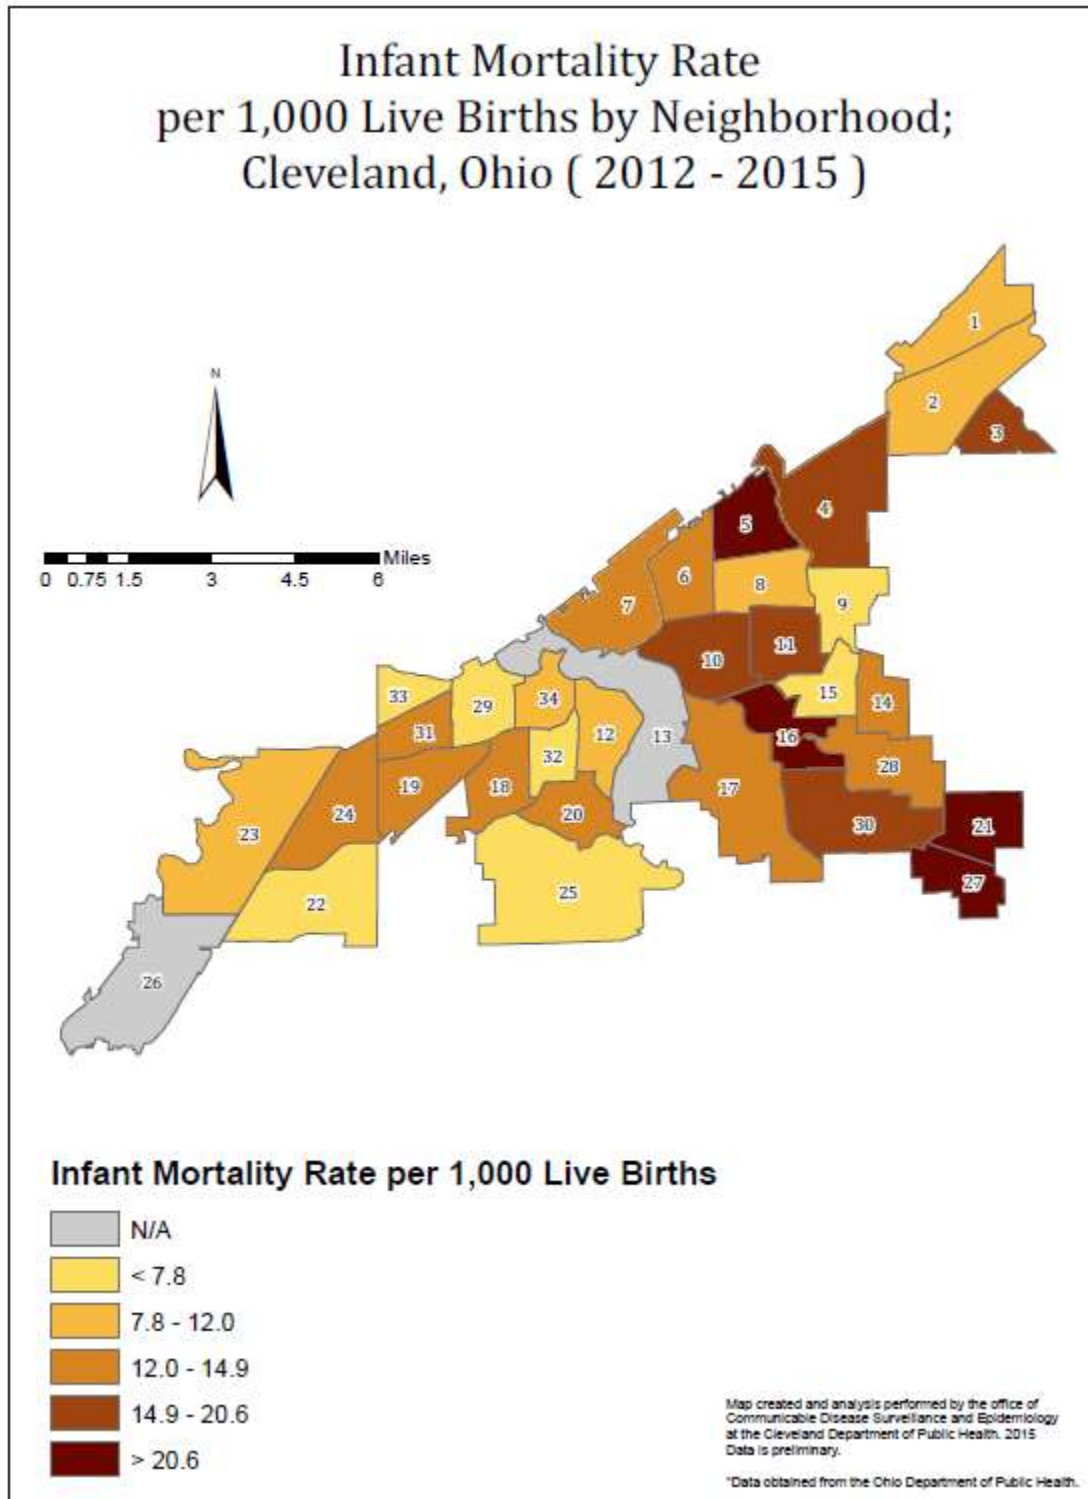 Infant Mortality Rate
per 1,000 Live Births by Neighborhood;
Cleveland, Ohio ( 2012 - 2015 )
1
2
3
N
4
5
Miles
0 0.75 1.5 3 4.5 6
6
8
7
9
11
10
15
33
34
14
29
31
12
13
16
32
28
19
18
17
24
20
30
21
23
27
25
22
26
Infant Mortality Rate per 1,000 Live Births
N/A
< 7.8
7.8 - 12.0
12.0 - 14.9
14.9 - 20.6
> 20.6
Map created and analysis performed by the office of
Communicable Disease Surveillance and Epidemiology
at the Cleveland Department of Public Health. 2015
Data is preliminary.
"Data obtained from the Ohio Department of Public Health.